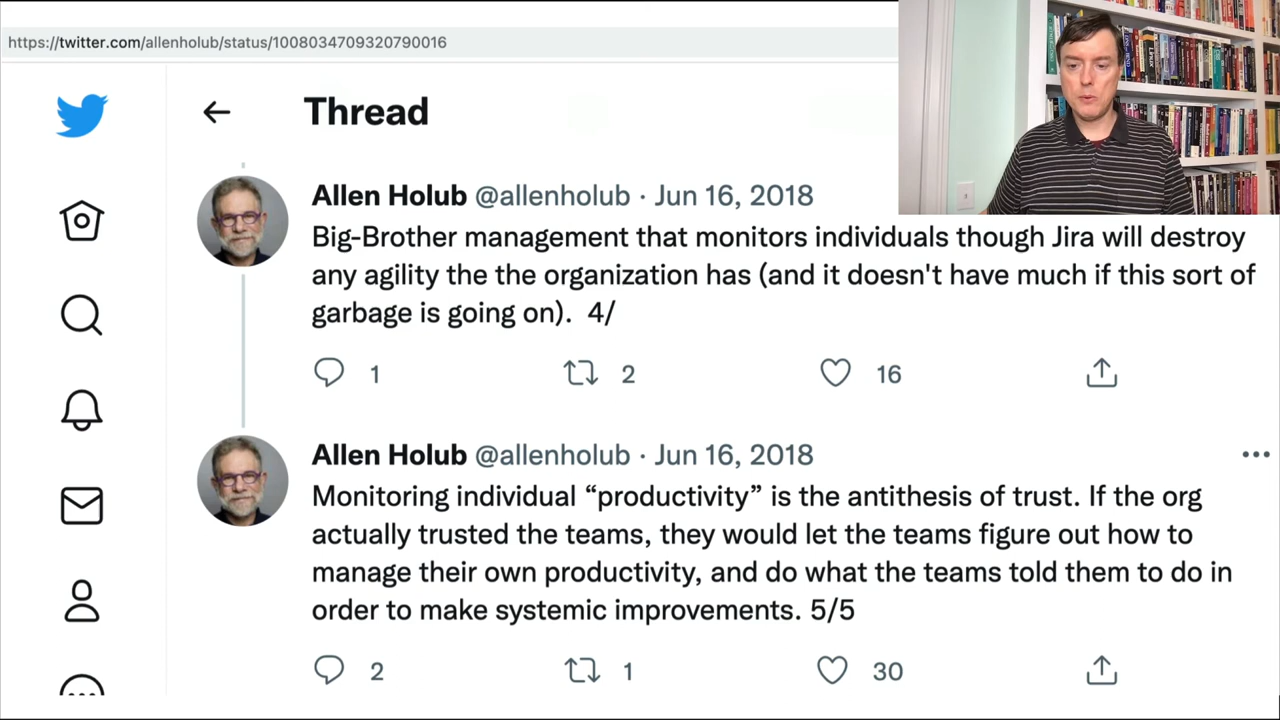 https://twitter.com/allenholub/status/1008034709320790016
Thread
Allen Holub @allenholub · Jun 16, 2018
Big-Brother management that monitors individuals though Jira will destroy
any agility the the organization has (and it doesn't have much if this sort of
garbage is going on). 4/
1 2 16
Allen Holub @allenholub · Jun 16, 2018
Monitoring individual “productivity” is the antithesis of trust. If the org
actually trusted the teams, they would let the teams figure out how to
manage their own productivity, and do what the teams told them to do in
order to make systemic improvements. 5/5
2 1 30